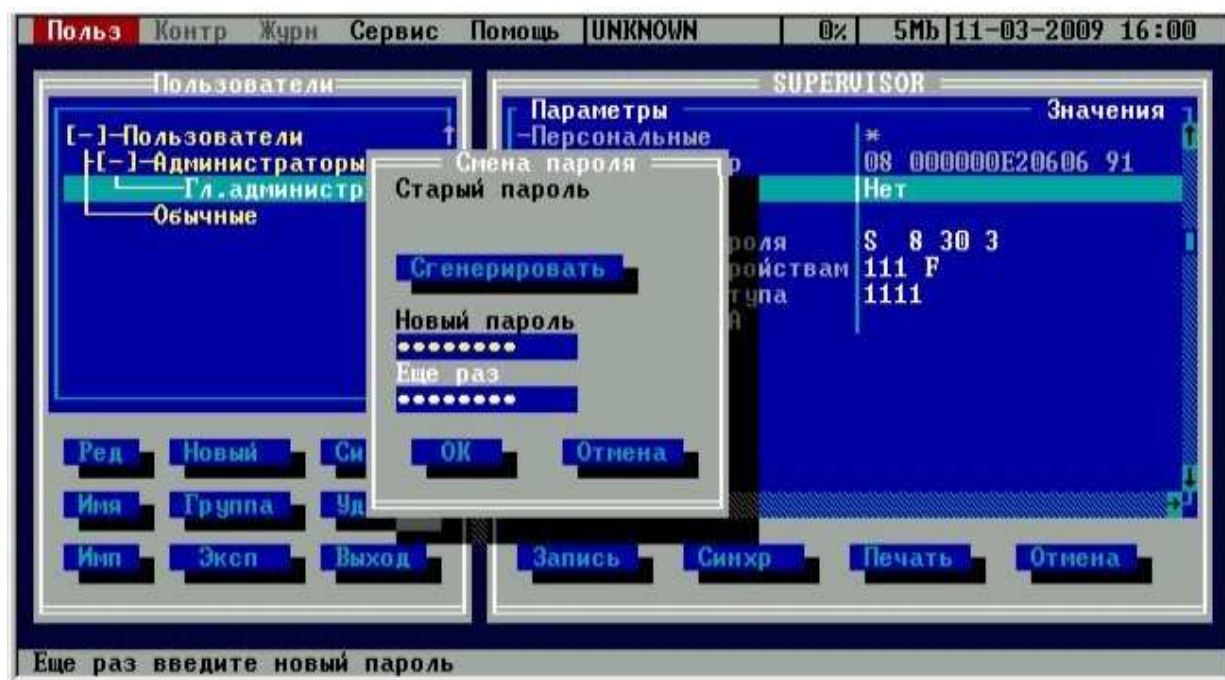 Польз Контр Журн Сервис Помощь UNKNOWN 0% 5Mb 11-03-2009 16:00
Пользователи
[-]-Пользователи
[-]-Администраторы
Гл.админист
Обычные
Ред Новый
Имя Группа
Имп Эксп Выход
SUPERVISOR
Параметры Значения
Персональные *
08 000000E20606 91
Нет
S 8 30 3
111 F
1111
Запись Синхр Печать Отмена
Смена пароля
Старый пароль
Сгенерировать
Новый пароль
••••••••
Еще раз
••••••••
OK Отмена
Еще раз введите новый пароль